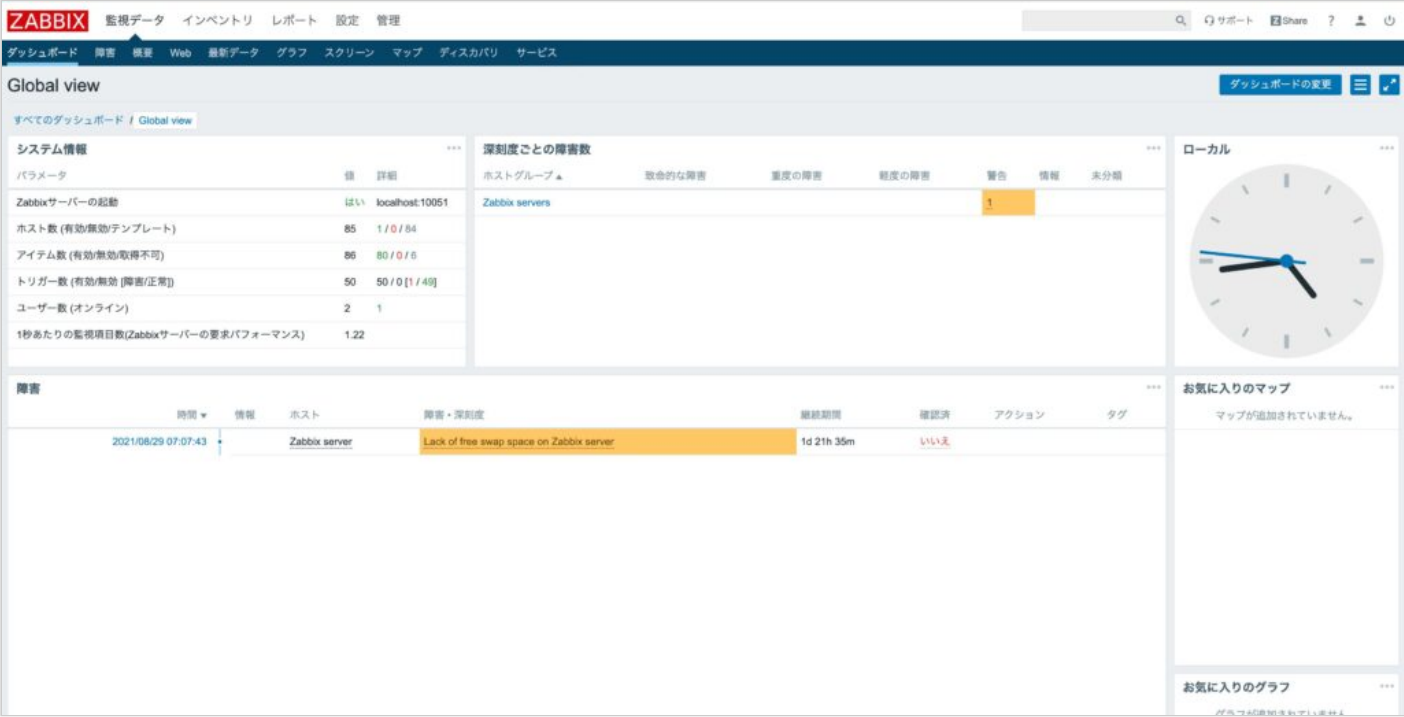 ZABBIX 監視データ インベントリ レポート 設定 管理 サポート Share ?
ダッシュボード 障害 概要 Web 最新データ グラフ スクリーン マップ ディスカバリ サービス
Global view ダッシュボードの変更
すべてのダッシュボード / Global view
システム情報
パラメータ 値 詳細
Zabbixサーバーの起動 はい localhost:10051
ホスト数 (有効/無効/テンプレート) 85 1 / 0 / 84
アイテム数 (有効/無効/取得不可) 86 80 / 0 / 6
トリガー数 (有効/無効 [障害/正常]) 50 50 / 0 [1 / 49]
ユーザー数 (オンライン) 2 1
1秒あたりの監視項目数(Zabbixサーバーの要求パフォーマンス) 1.22
深刻度ごとの障害数
ホストグループ▲ 致命的な障害 重度の障害 軽度の障害 警告 情報 未分類
Zabbix servers 1
ローカル
障害
時間▼ 情報 ホスト 障害・深刻度 継続期間 確認済 アクション タグ
2021/08/29 07:07:43 Zabbix server Lack of free swap space on Zabbix server 1d 21h 35m いいえ
お気に入りのマップ
マップが追加されていません。
お気に入りのグラフ
グラフが追加されていません